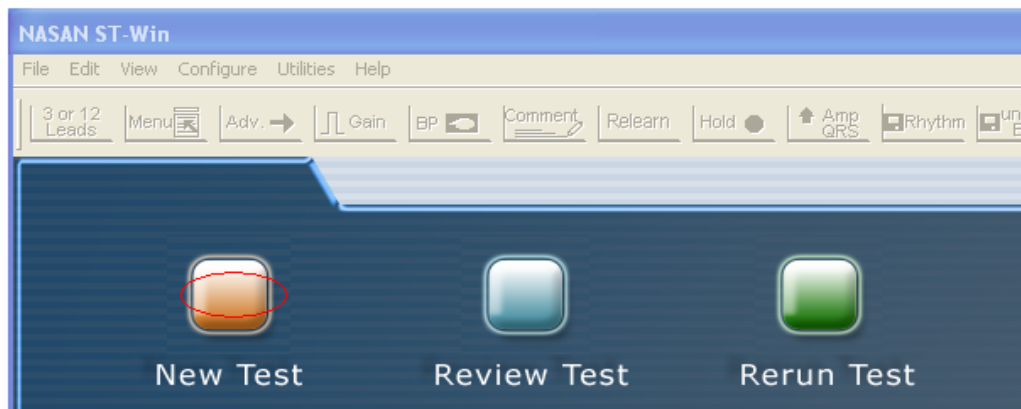 NASAN ST-Win
File Edit View Configure Utilities Help
3 or 12 Leads Menu Adv. Gain BP Comment Relearn Hold Amp QRS Rhythm
New Test Review Test Rerun Test